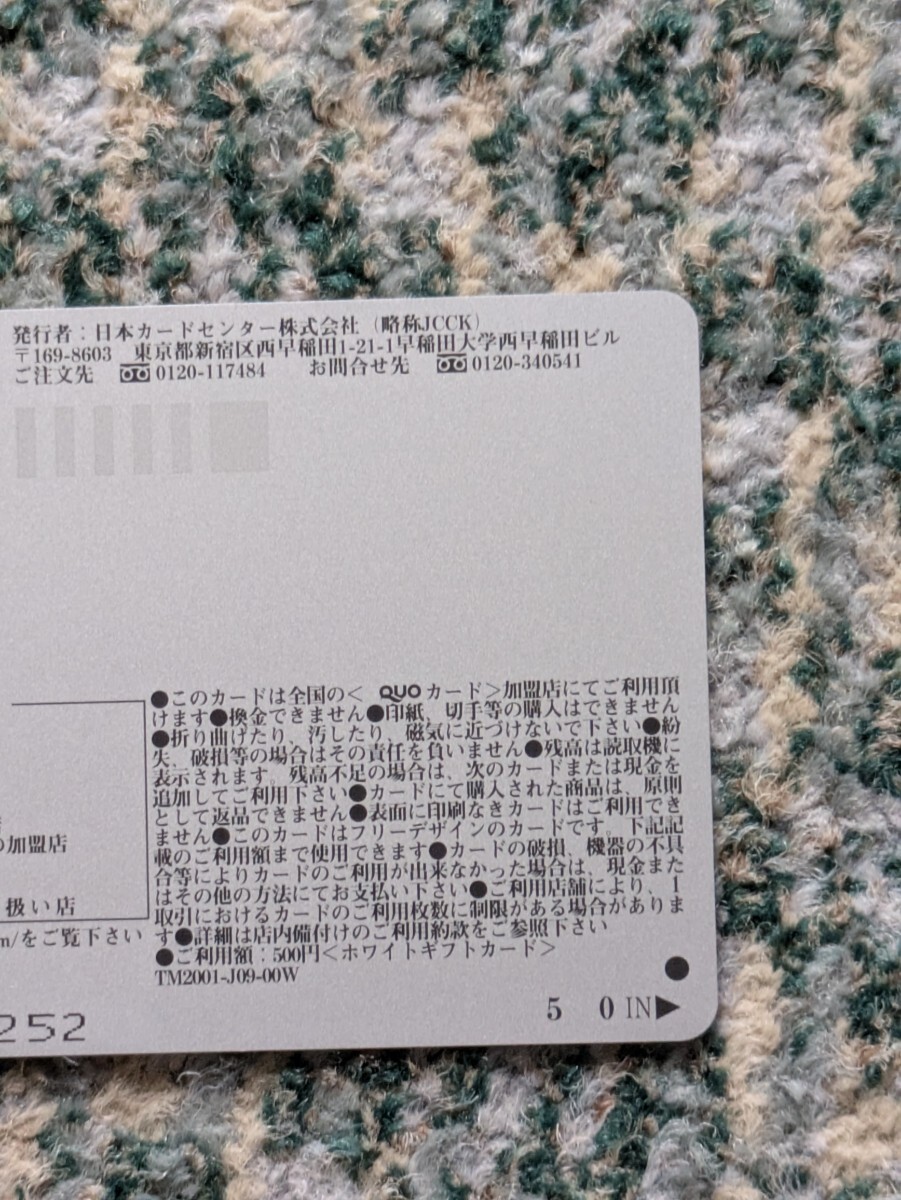 発行者：日本カードセンター株式会社（略称JCCK）
〒169-8603　東京都新宿区西早稲田1-21-1早稲田大学西早稲田ビル
ご注文先　0120-117484　お問合せ先　0120-340541
●このカードは全国の＜ QUOカード＞加盟店にてご利用頂
けます●換金できません●印紙、切手等の購入はできません
●折り曲げたり、汚したり、磁気に近づけないで下さい●紛
失、破損等の場合はその責任を負いません●残高は読取機に
表示されます。残高不足の場合は、次のカードまたは現金を
追加してご利用下さい●カードにて購入された商品は、原則
として返品できません●表面に印刷なきカードはご利用でき
ません●このカードはフリーデザインのカードです。下記記
載のご利用額まで使用できます●カードの破損、機器の不具
合等によりカードのご利用が出来なかった場合は、現金また
はその他の方法にてお支払い下さい●ご利用店舗により、1
取引におけるカードのご利用枚数に制限がある場合がありま
す●詳細は店内備付けのご利用約款をご参照下さい
●ご利用額：500円＜ホワイトギフトカード＞
TM2001-J09-00W
の加盟店
扱い店
m/をご覧下さい
252
5　0 IN▶